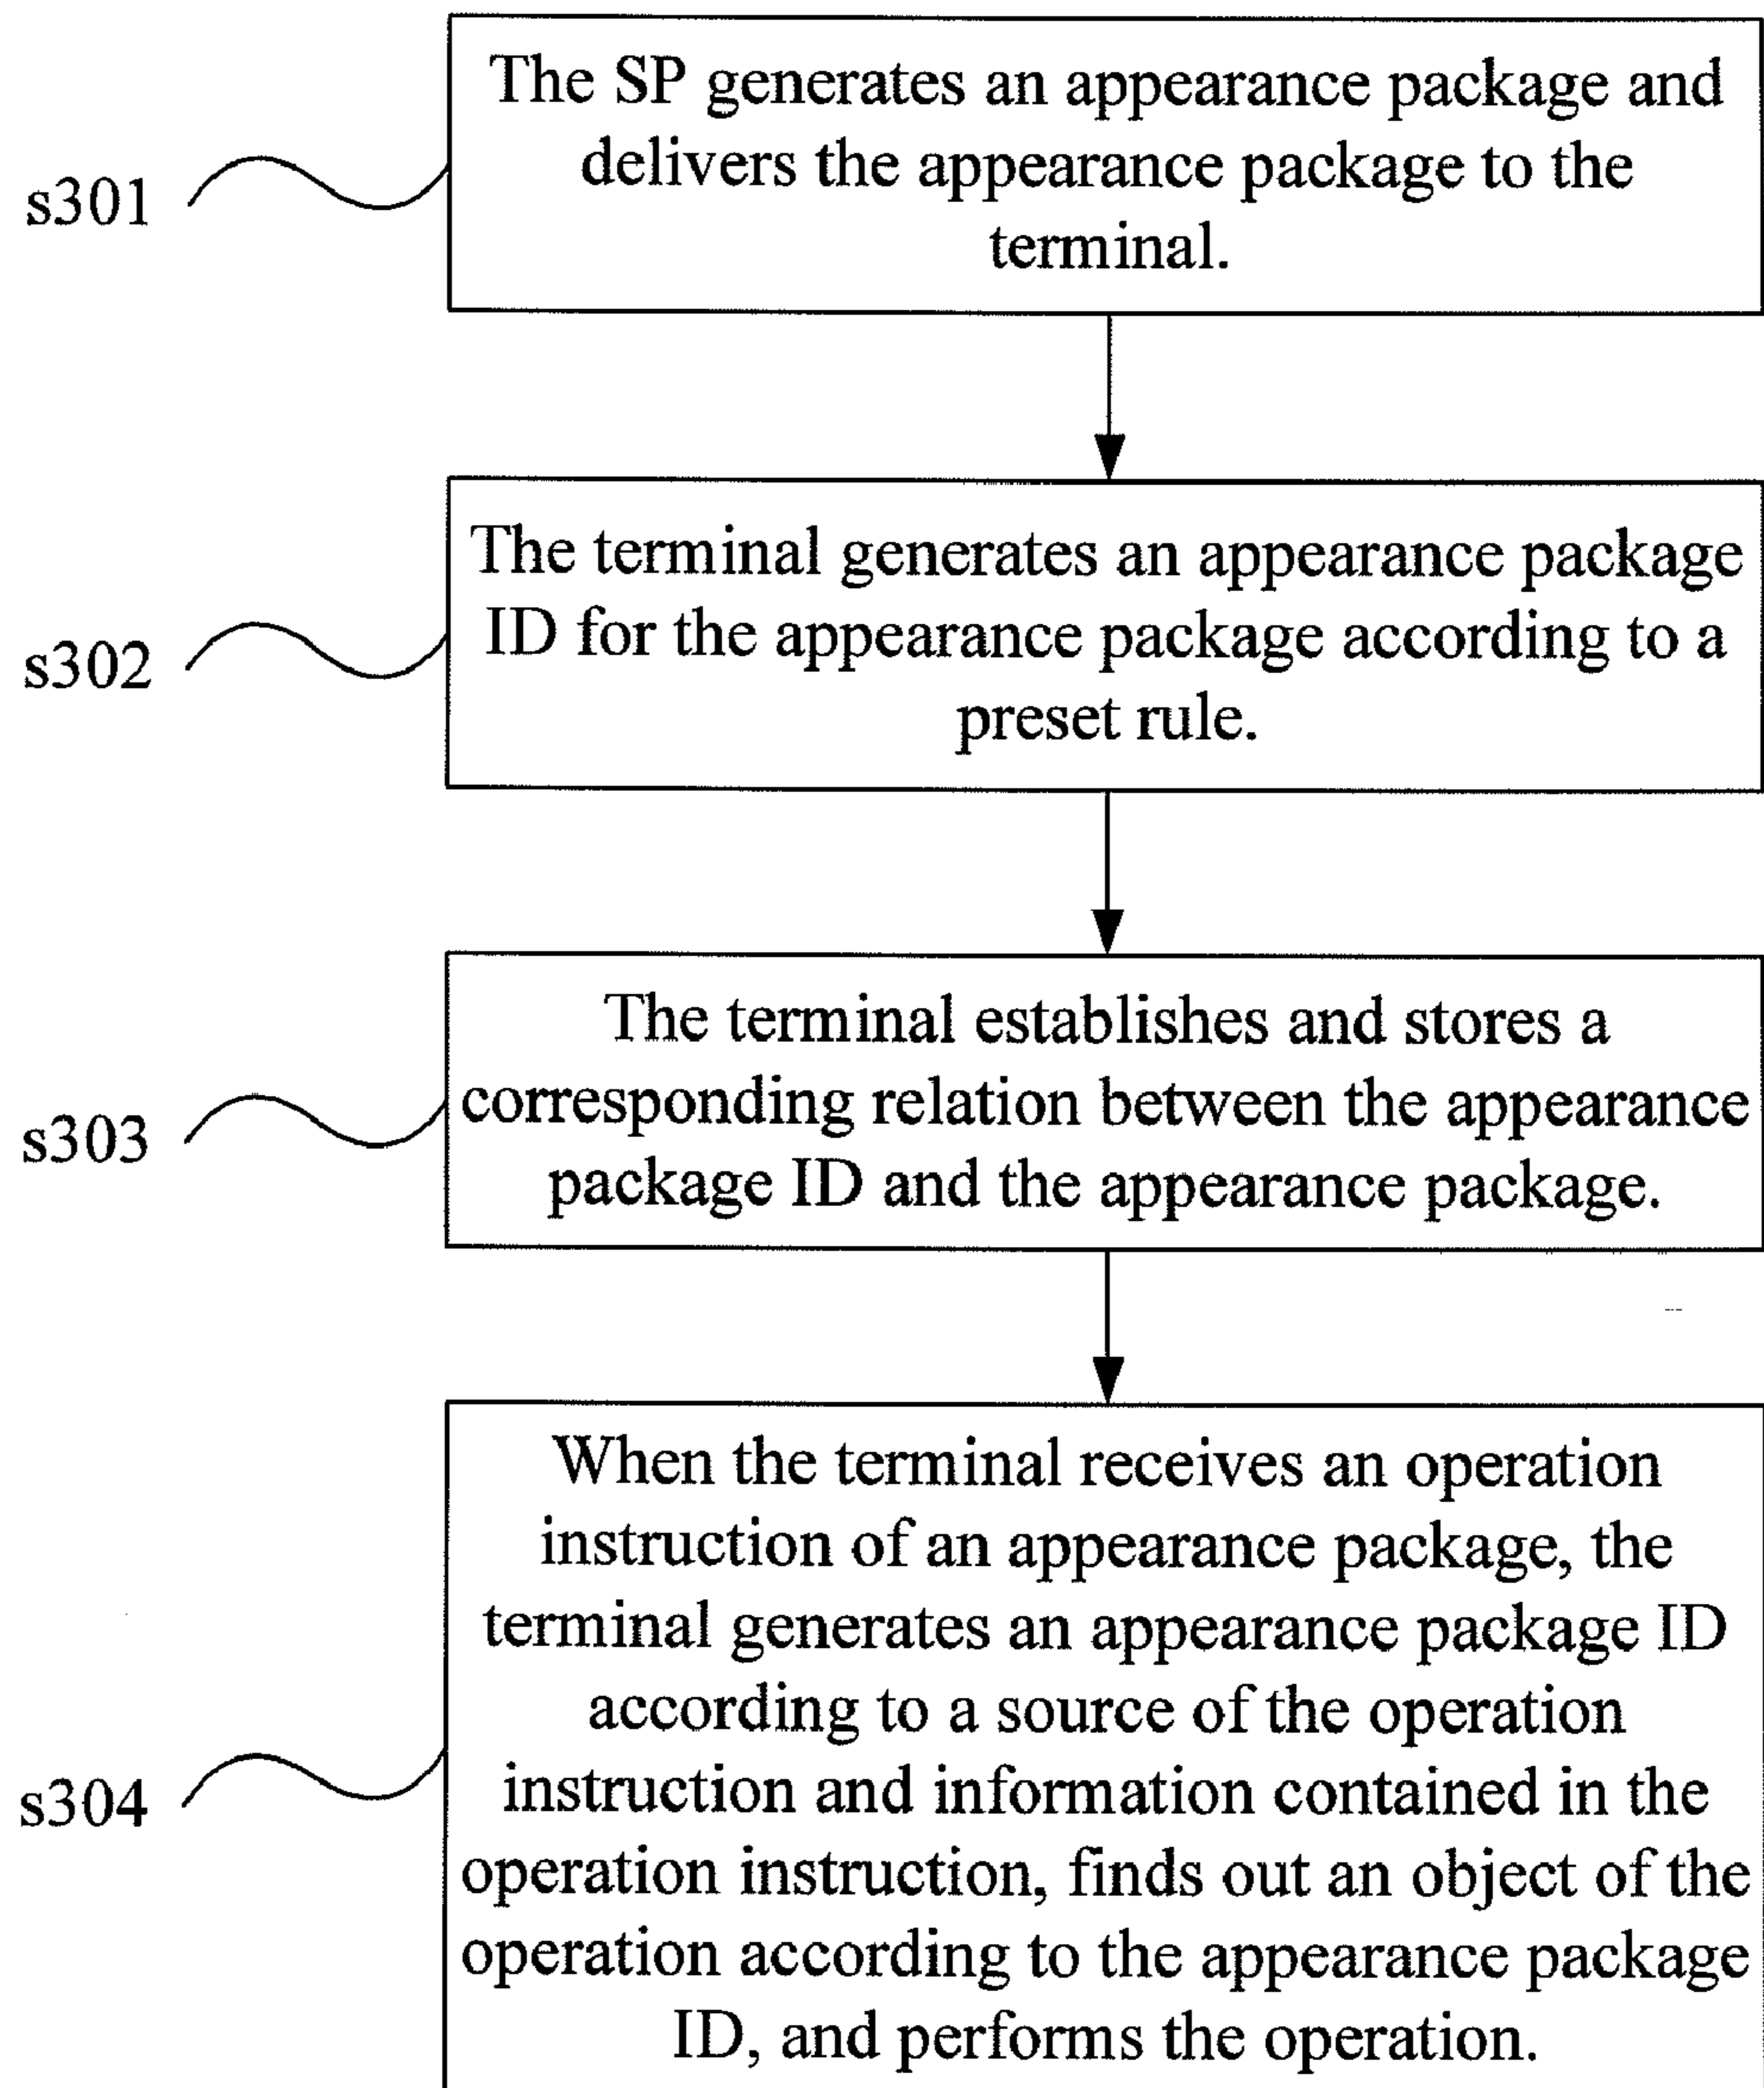 The SP generates an appearance package and
delivers the appearance package to the
terminal.
s301
The terminal generates an appearance package
ID for the appearance package according to a
preset rule.
s302
The terminal establishes and stores a
corresponding relation between the appearance
package ID and the appearance package.
s303
When the terminal receives an operation
instruction of an appearance package, the
terminal generates an appearance package ID
according to a source of the operation
instruction and information contained in the
operation instruction, finds out an object of the
operation according to the appearance package
ID, and performs the operation.
s304